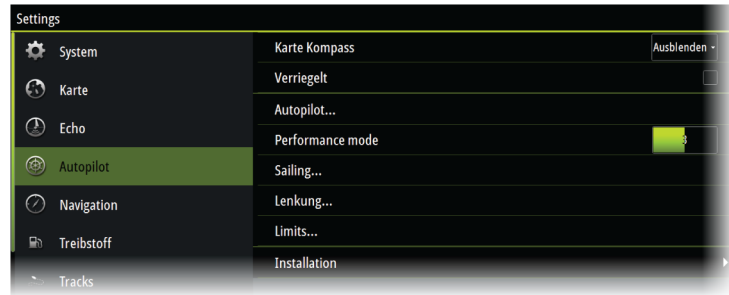 Settings
System
Karte
Echo
Autopilot
Navigation
Treibstoff
Tracks
Karte Kompass
Ausblenden
Verriegelt
Autopilot...
Performance mode
3
Sailing...
Lenkung...
Limits...
Installation